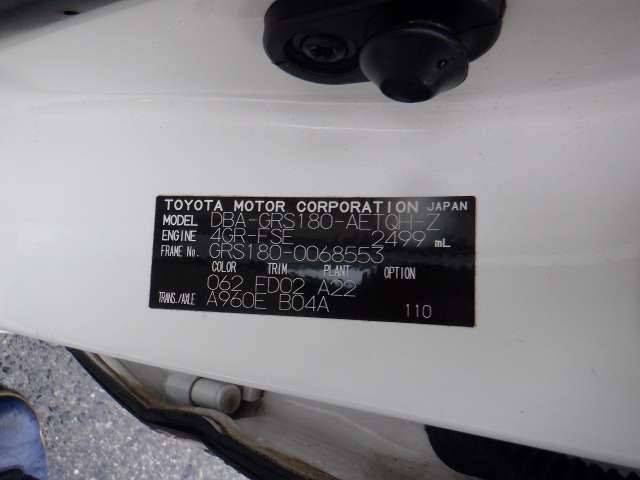 TOYOTA MOTOR CORPORATION JAPAN
MODEL DBA-GRS180-AETQH-Z
ENGINE 4GR-FSE 2499 mL
FRAME No. GRS180-0068553
COLOR TRIM PLANT OPTION
062 ED02 A22
TRANS./AXLE A960E B04A
110